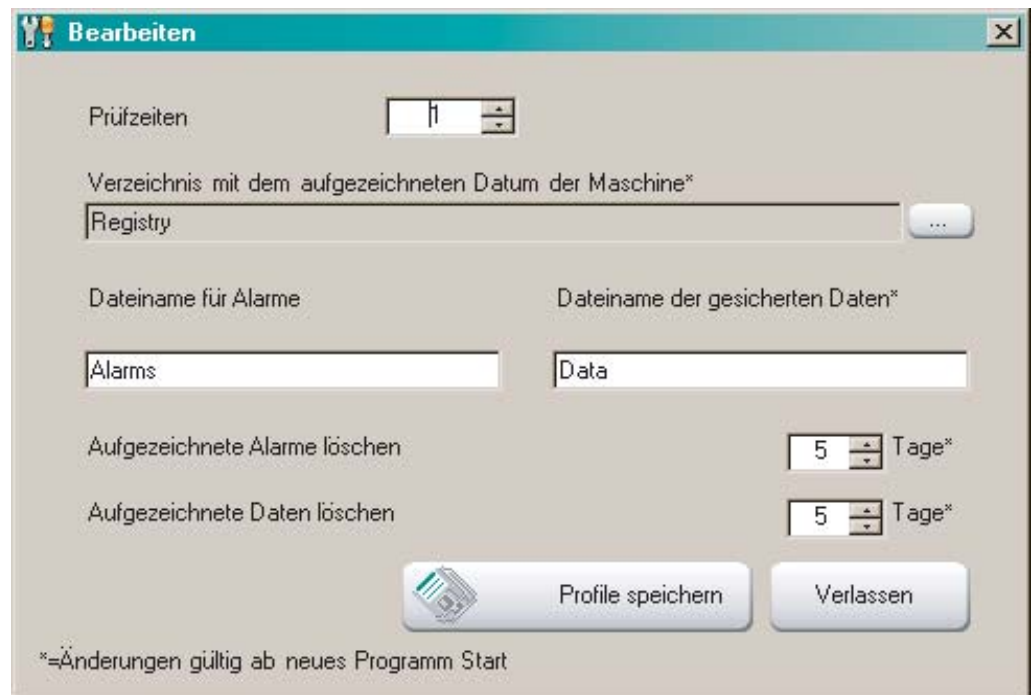 Bearbeiten
Prüfzeiten 1
Verzeichnis mit dem aufgezeichneten Datum der Maschine*
Registry ...
Dateiname für Alarme Dateiname der gesicherten Daten*
Alarms Data
Aufgezeichnete Alarme löschen 5 Tage*
Aufgezeichnete Daten löschen 5 Tage*
Profile speichern Verlassen
*=Änderungen gültig ab neues Programm Start